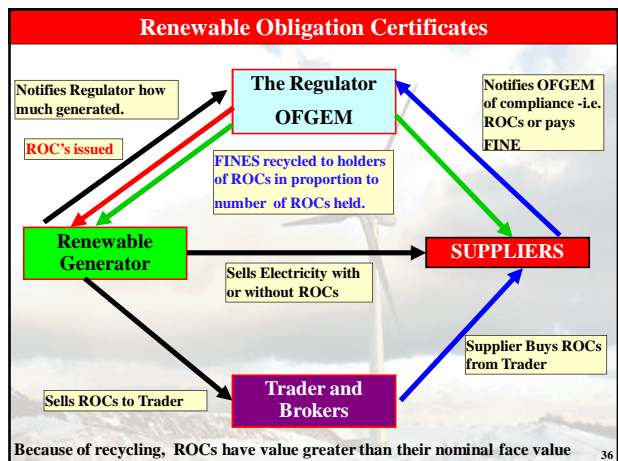 Renewable Obligation Certificates
Notifies Regulator how
much generated.
The Regulator
OFGEM
Notifies OFGEM
of compliance -i.e.
ROCs or pays
FINE
ROC's issued
FINES recycled to holders
of ROCs in proportion to
number of ROCs held.
Renewable
Generator
SUPPLIERS
Sells Electricity with
or without ROCs
Supplier Buys ROCs
from Trader
Sells ROCs to Trader
Trader and
Brokers
Because of recycling, ROCs have value greater than their nominal face value
36